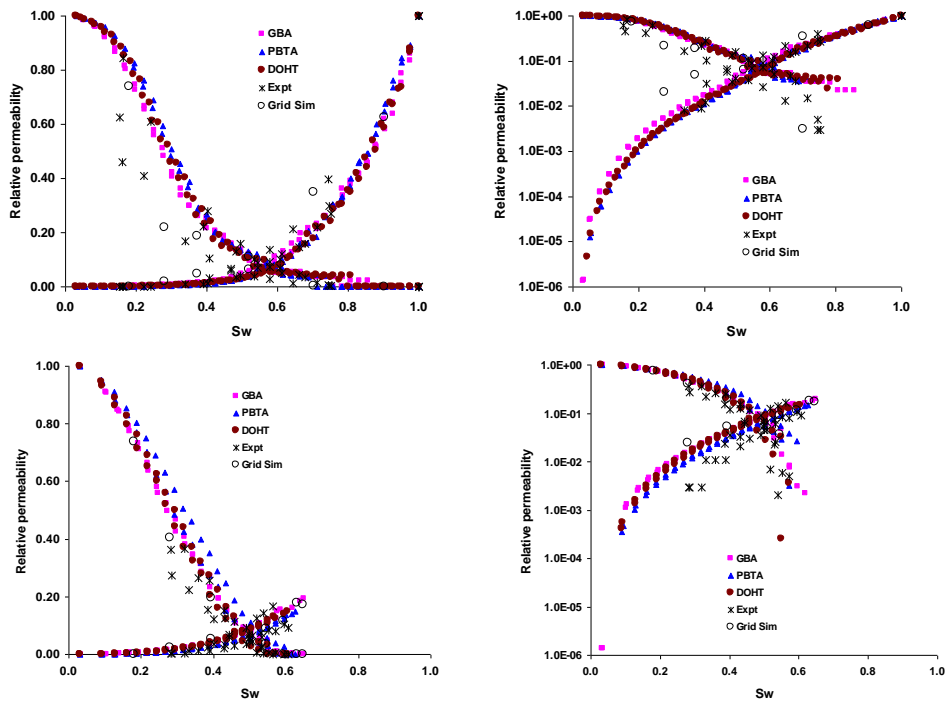 1.00
0.80
0.60
0.40
0.20
0.00
Relative permeability
GBA
PBTA
DOHT
Expt
Grid Sim
0.0 0.2 0.4 0.6 0.8 1.0
Sw
1.0E+00
1.0E-01
1.0E-02
1.0E-03
1.0E-04
1.0E-05
1.0E-06
Relative permeability
GBA
PBTA
DOHT
Expt
Grid Sim
0.0 0.2 0.4 0.6 0.8 1.0
Sw
1.00
0.80
0.60
0.40
0.20
0.00
Relative permeability
GBA
PBTA
DOHT
Expt
Grid Sim
0.0 0.2 0.4 0.6 0.8 1.0
Sw
1.0E+00
1.0E-01
1.0E-02
1.0E-03
1.0E-04
1.0E-05
1.0E-06
Relative permeability
GBA
PBTA
DOHT
Expt
Grid Sim
0.0 0.2 0.4 0.6 0.8 1.0
Sw